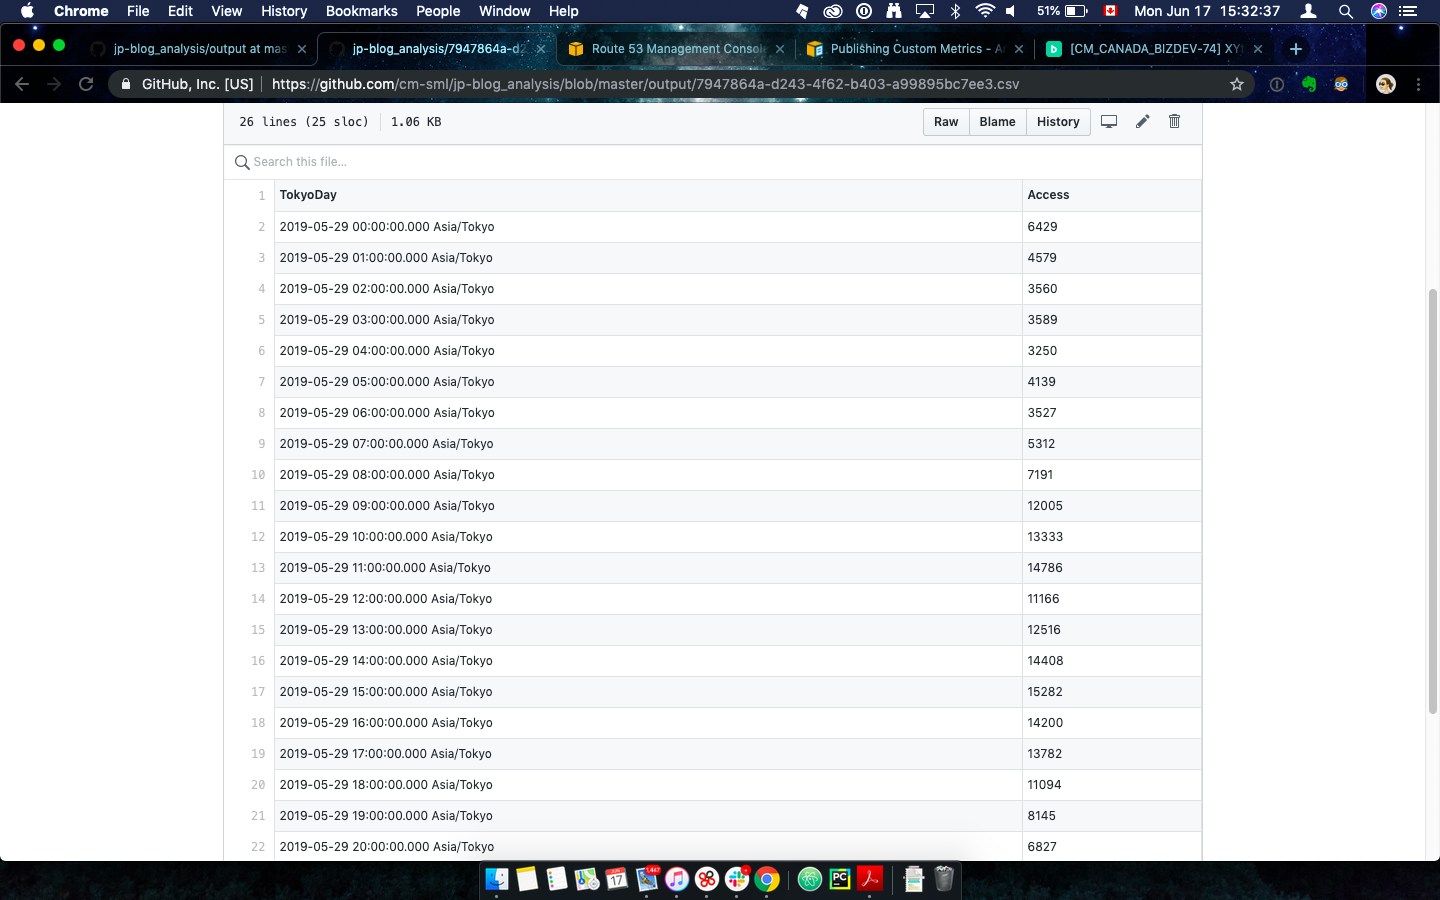 Chrome File Edit View History Bookmarks People Window Help 51% Mon Jun 17 15:32:37
jp-blog_analysis/output at mas jp-blog_analysis/7947864a-d2 Route 53 Management Console Publishing Custom Metrics - Am [CM_CANADA_BIZDEV-74] XY
GitHub, Inc. [US] https://github.com/cm-sml/jp-blog_analysis/blob/master/output/7947864a-d243-4f62-b403-a99895bc7ee3.csv
26 lines (25 sloc) 1.06 KB Raw Blame History
Search this file...
1 TokyoDay Access
2 2019-05-29 00:00:00.000 Asia/Tokyo 6429
3 2019-05-29 01:00:00.000 Asia/Tokyo 4579
4 2019-05-29 02:00:00.000 Asia/Tokyo 3560
5 2019-05-29 03:00:00.000 Asia/Tokyo 3589
6 2019-05-29 04:00:00.000 Asia/Tokyo 3250
7 2019-05-29 05:00:00.000 Asia/Tokyo 4139
8 2019-05-29 06:00:00.000 Asia/Tokyo 3527
9 2019-05-29 07:00:00.000 Asia/Tokyo 5312
10 2019-05-29 08:00:00.000 Asia/Tokyo 7191
11 2019-05-29 09:00:00.000 Asia/Tokyo 12005
12 2019-05-29 10:00:00.000 Asia/Tokyo 13333
13 2019-05-29 11:00:00.000 Asia/Tokyo 14786
14 2019-05-29 12:00:00.000 Asia/Tokyo 11166
15 2019-05-29 13:00:00.000 Asia/Tokyo 12516
16 2019-05-29 14:00:00.000 Asia/Tokyo 14408
17 2019-05-29 15:00:00.000 Asia/Tokyo 15282
18 2019-05-29 16:00:00.000 Asia/Tokyo 14200
19 2019-05-29 17:00:00.000 Asia/Tokyo 13782
20 2019-05-29 18:00:00.000 Asia/Tokyo 11094
21 2019-05-29 19:00:00.000 Asia/Tokyo 8145
22 2019-05-29 20:00:00.000 Asia/Tokyo 6827
17 1,447 PC